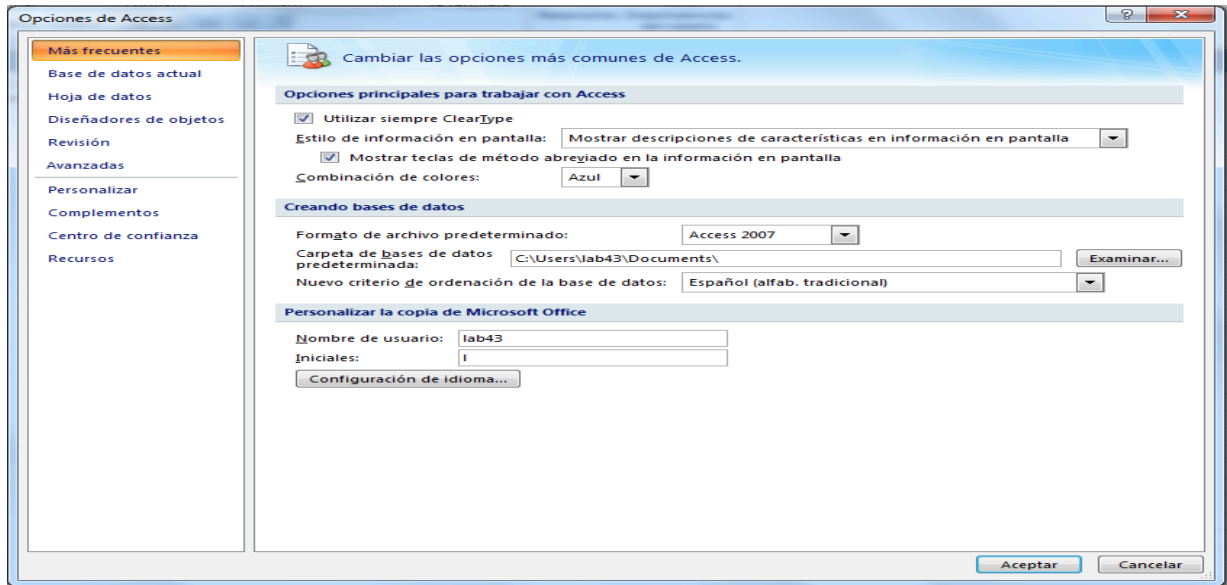 Opciones de Access
Más frecuentes
Base de datos actual
Hoja de datos
Diseñadores de objetos
Revisión
Avanzadas
Personalizar
Complementos
Centro de confianza
Recursos
Cambiar las opciones más comunes de Access.
Opciones principales para trabajar con Access
Utilizar siempre ClearType
Estilo de información en pantalla: Mostrar descripciones de características en información en pantalla
Mostrar teclas de método abreviado en la información en pantalla
Combinación de colores: Azul
Creando bases de datos
Formato de archivo predeterminado: Access 2007
Carpeta de bases de datos
predeterminada: C:\Users\lab43\Documents\ Examinar...
Nuevo criterio de ordenación de la base de datos: Español (alfab. tradicional)
Personalizar la copia de Microsoft Office
Nombre de usuario: lab43
Iniciales: l
Configuración de idioma...
Aceptar Cancelar